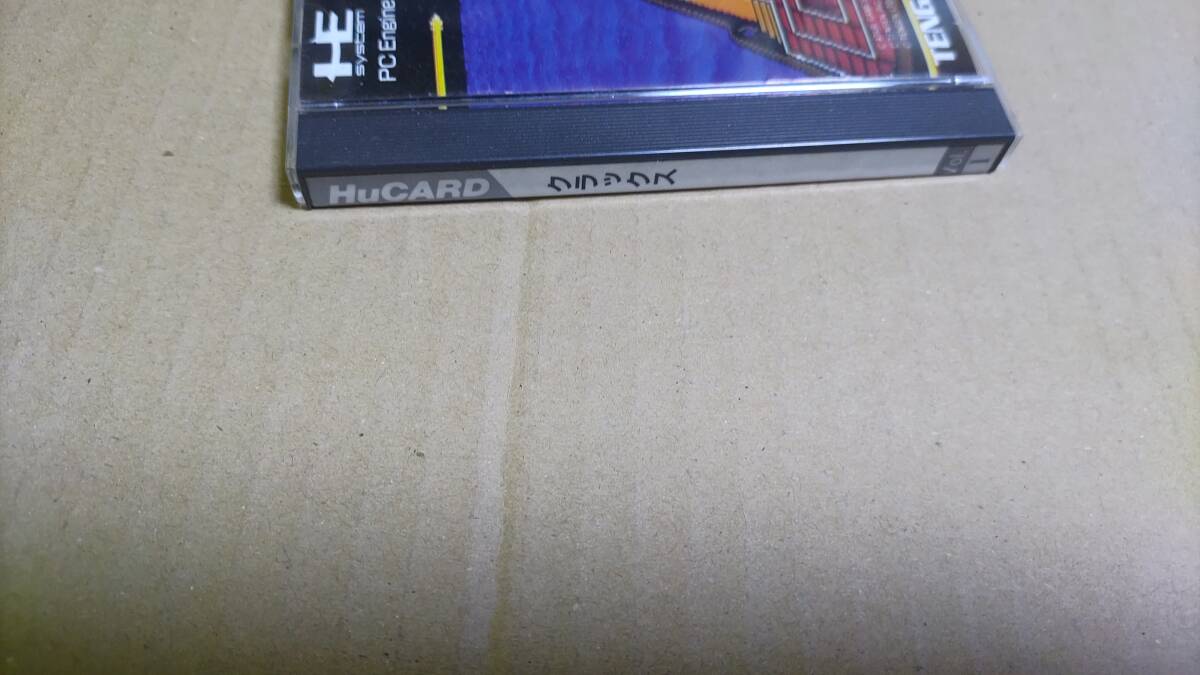 HE
system
PC Engine
TENG
HuCARD
クラックス
Vol.
1